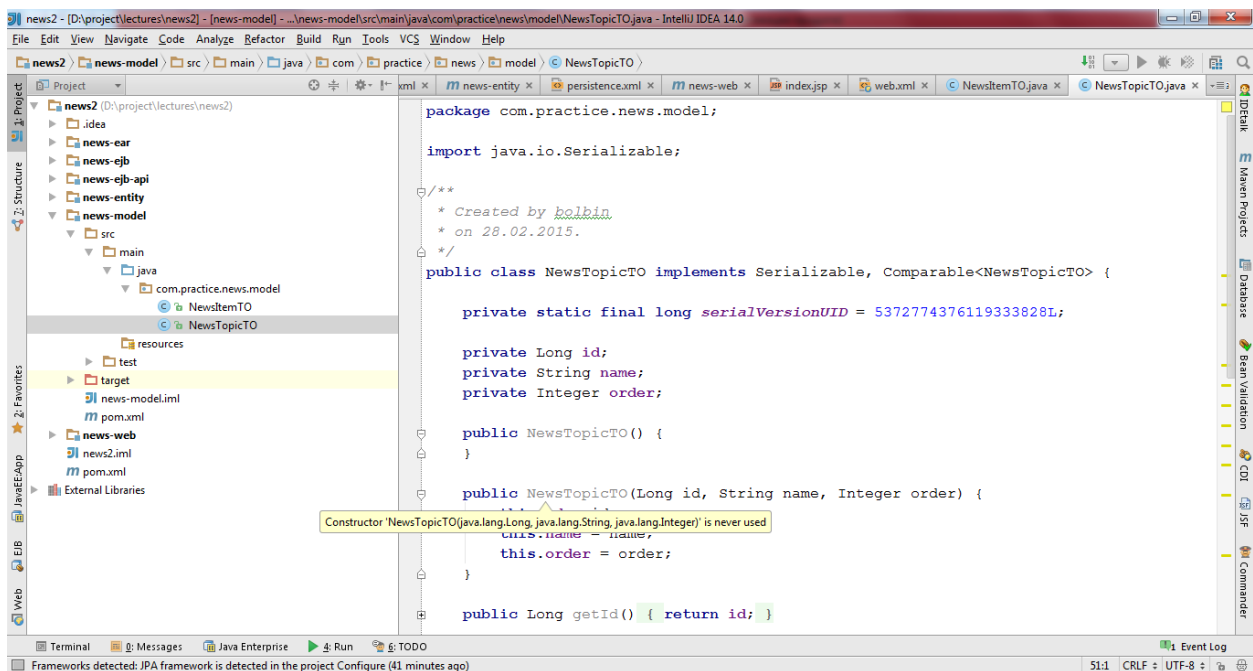 news2 - [D:\project\lectures\news2] - [news-model] - ...\news-model\src\main\java\com\practice\news\model\NewsTopicTO.java - IntelliJ IDEA 14.0
File Edit View Navigate Code Analyze Refactor Build Run Tools VCS Window Help
news2 news-model src main java com practice news model NewsTopicTO
Project
xml news-entity persistence.xml news-web index.jsp web.xml NewsItemTO.java NewsTopicTO.java
1: Project
7: Structure
2: Favorites
JavaEE:App
EJB
Web
news2 (D:\project\lectures\news2)
.idea
news-ear
news-ejb
news-ejb-api
news-entity
news-model
src
main
java
com.practice.news.model
NewsItemTO
NewsTopicTO
resources
test
target
news-model.iml
pom.xml
news-web
news2.iml
pom.xml
External Libraries
package com.practice.news.model;
import java.io.Serializable;
/**
* Created by bolbin
* on 28.02.2015.
*/
public class NewsTopicTO implements Serializable, Comparable<NewsTopicTO> {
private static final long serialVersionUID = 5372774376119333828L;
private Long id;
private String name;
private Integer order;
public NewsTopicTO() {
}
public NewsTopicTO(Long id, String name, Integer order) {
Constructor 'NewsTopicTO(java.lang.Long, java.lang.String, java.lang.Integer)' is never used
this.name = name;
this.order = order;
}
public Long getId() { return id; }
IDEtalk
Maven Projects
Database
Bean Validation
CDI
JSF
Commander
Terminal 0: Messages Java Enterprise 4: Run 6: TODO 1 Event Log
Frameworks detected: JPA framework is detected in the project Configure (41 minutes ago) 51:1 CRLF UTF-8